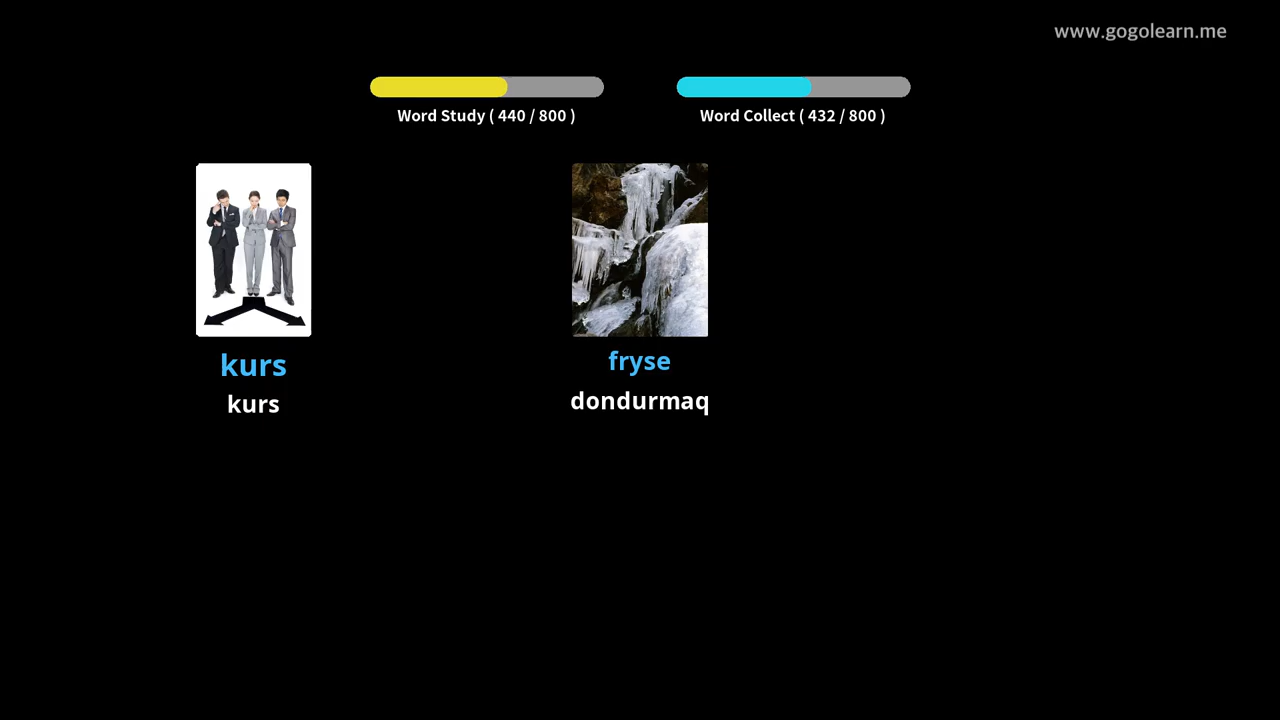 www.gogolearn.me
Word Study ( 440 / 800 )
Word Collect ( 432 / 800 )
kurs
kurs
fryse
dondurmaq